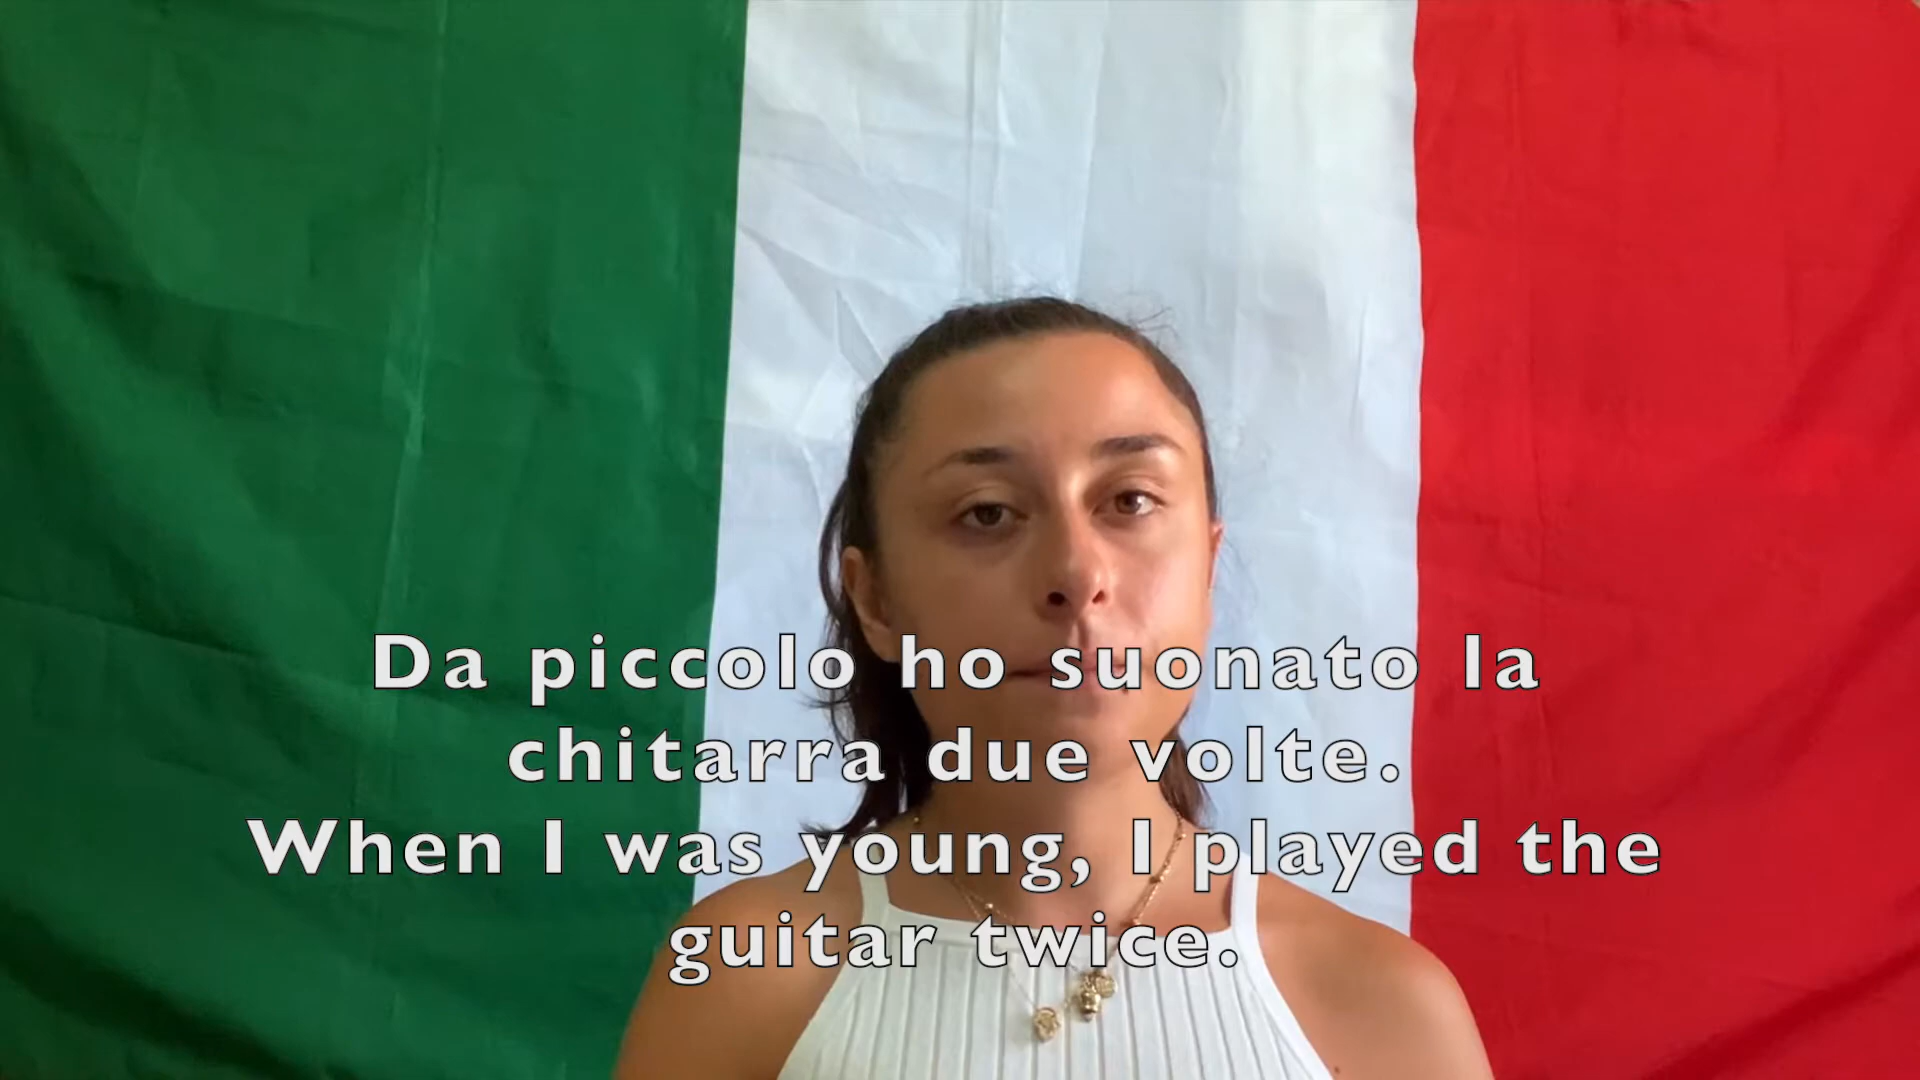 Da piccolo ho suonato la
chitarra due volte.
When I was young, I played the
guitar twice.